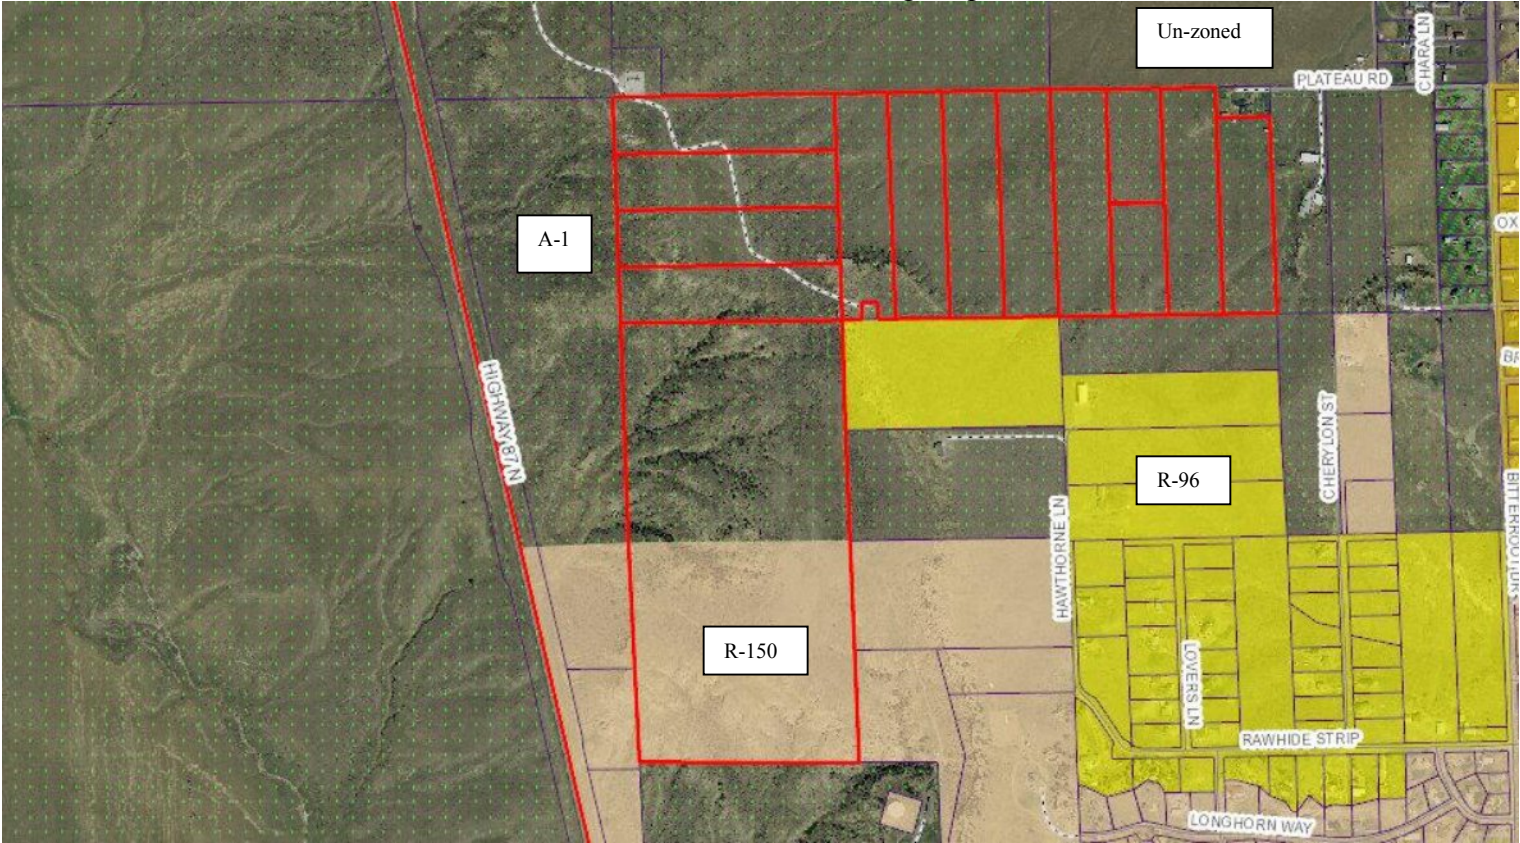 Un-zoned
CHARA LN
PLATEAU RD
A-1
OX
HIGHWAY 87 N
BR
CHERYLON ST
R-96
BITTERROOT DR
HAWTHORNE LN
R-150
LOVERS LN
RAWHIDE STRIP
LONGHORN WAY